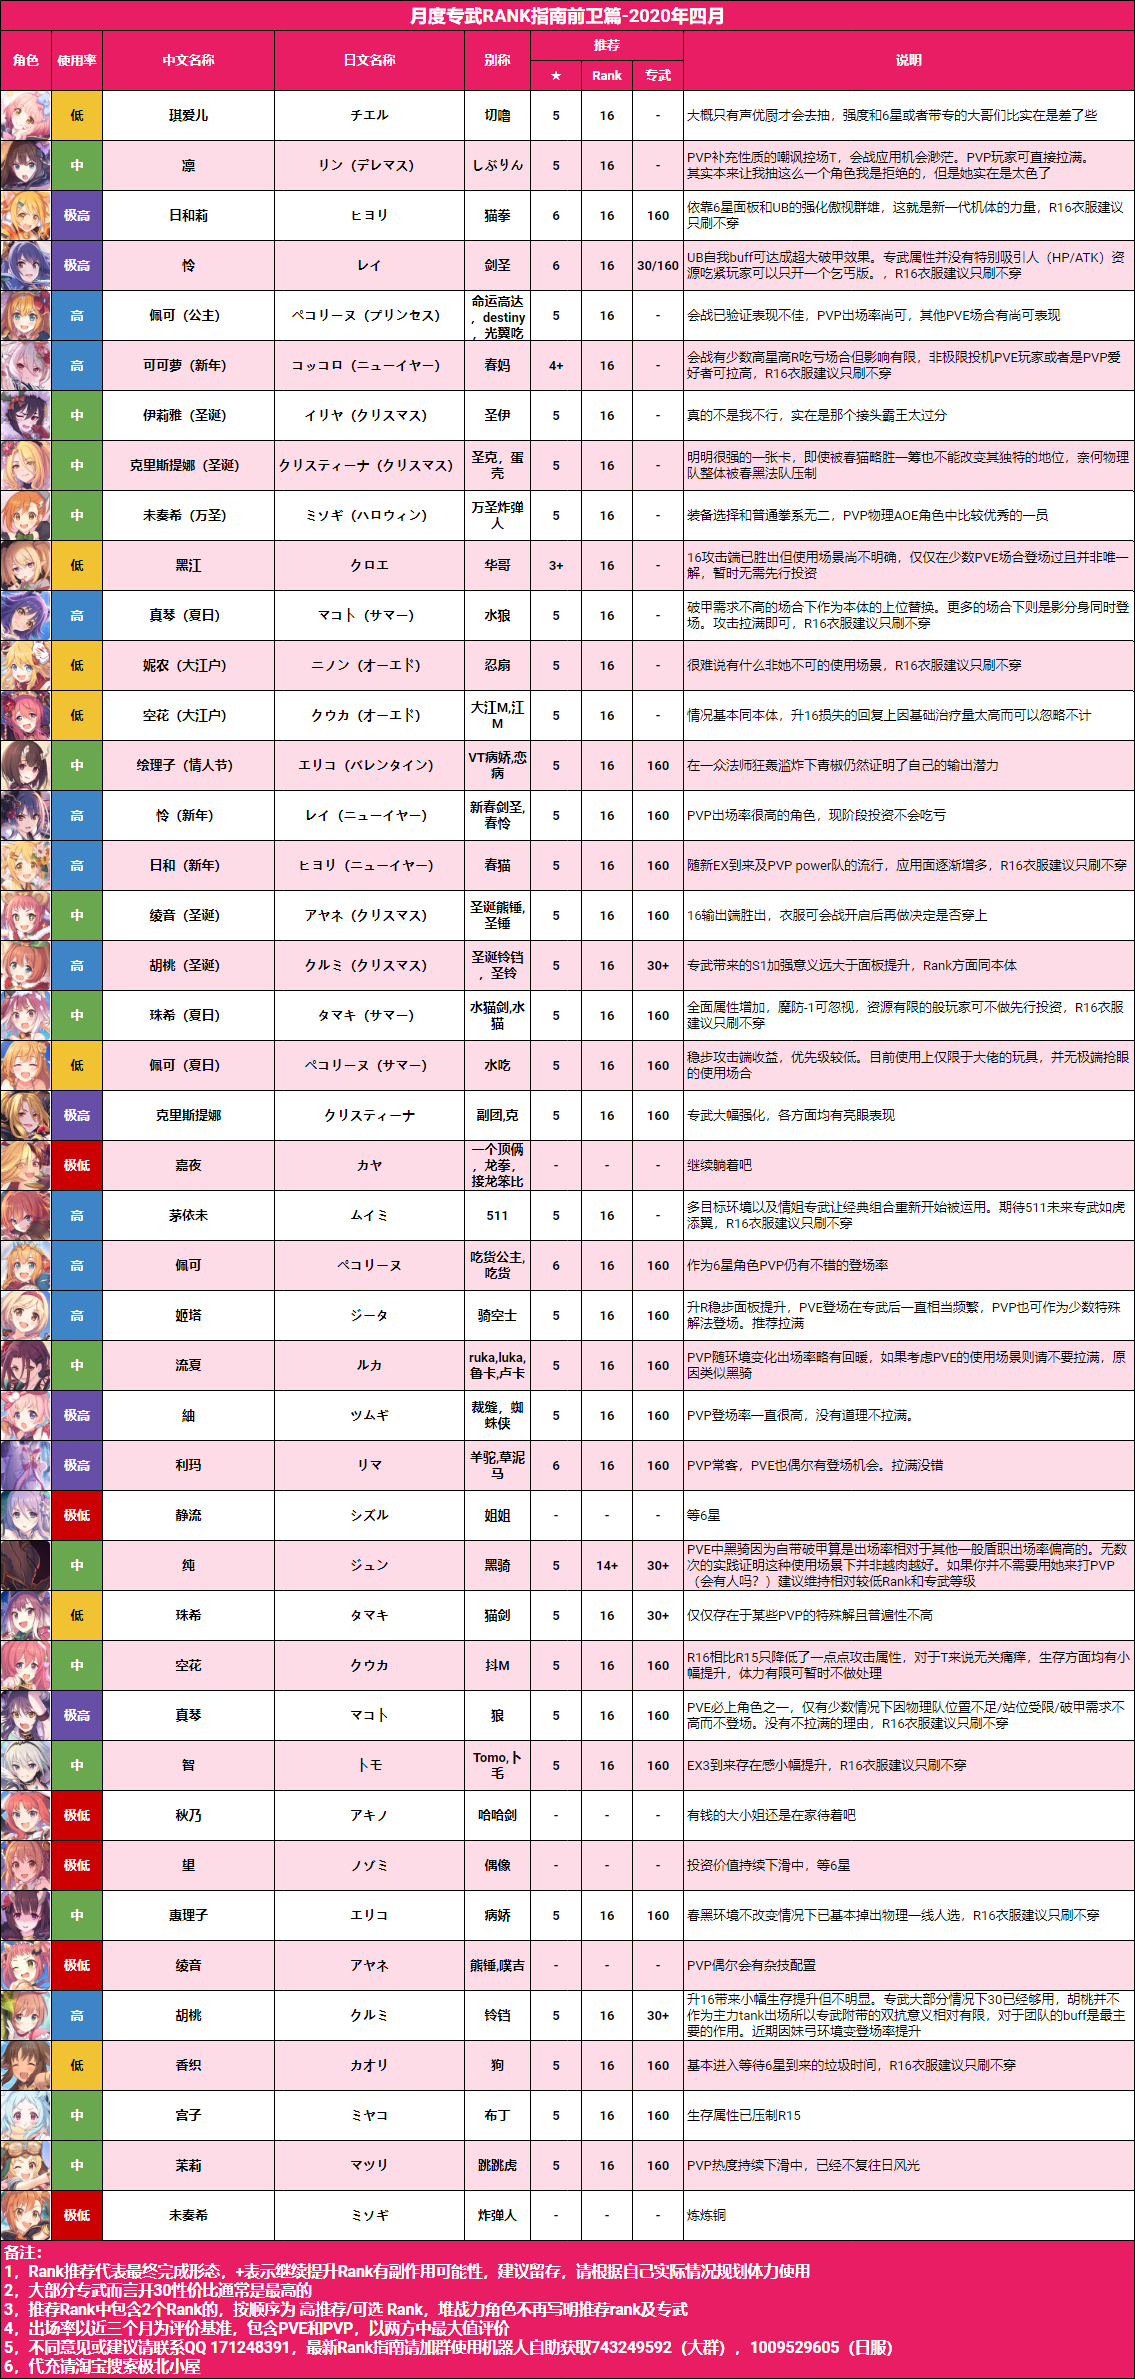 月度专武RANK指南前卫篇-2020年四月
角色 使用率 中文名称 日文名称 别称 推荐 说明
★ Rank 专武
低 琪爱儿 チエル 切噜 5 16 - 大概只有声优厨才会去抽，强度和6星或者带专的大哥们比实在是差了些
中 凛 リン（デレマス） しぶりん 5 16 - PVP补充性质的嘲讽控场T，会战应用机会渺茫。PVP玩家可直接拉满。
其实本来让我抽这么一个角色我是拒绝的，但是她实在是太色了
极高 日和莉 ヒヨリ 猫拳 6 16 160 依靠6星面板和UB的强化傲视群雄，这就是新一代机体的力量，R16衣服建议
只刷不穿
极高 怜 レイ 剑圣 6 16 30/160 UB自我buff可达成超大破甲效果。专武属性并没有特别吸引人（HP/ATK）资
源吃紧玩家可以只开一个乞丐版。，R16衣服建议只刷不穿
高 佩可（公主） ペコリーヌ（プリンセス） 命运高达
，destiny
，光翼吃 5 16 - 会战已验证表现不佳，PVP出场率尚可，其他PVE场合有尚可表现
高 可可萝（新年） コッコロ（ニューイヤー） 春妈 4+ 16 - 会战有少数高星高R吃亏场合但影响有限，非极限投机PVE玩家或者是PVP爱
好者可拉高，R16衣服建议只刷不穿
中 伊莉雅（圣诞） イリヤ（クリスマス） 圣伊 5 16 - 真的不是我不行，实在是那个接头霸王太过分
中 克里斯提娜（圣诞） クリスティーナ（クリスマス） 圣克，蛋
壳 5 16 - 明明很强的一张卡，即使被春猫略胜一筹也不能改变其独特的地位，奈何物理
队整体被春黑法队压制
中 未奏希（万圣） ミソギ（ハロウィン） 万圣炸弹
人 5 16 - 装备选择和普通拳系无二，PVP物理AOE角色中比较优秀的一员
低 黑江 クロエ 华哥 3+ 16 - 16攻击端已胜出但使用场景尚不明确，仅仅在少数PVE场合登场过且并非唯一
解，暂时无需先行投资
高 真琴（夏日） マコト（サマー） 水狼 5 16 - 破甲需求不高的场合下作为本体的上位替换。更多的场合下则是影分身同时登
场。攻击拉满即可，R16衣服建议只刷不穿
低 妮农（大江户） ニノン（オーエド） 忍扇 5 16 - 很难说有什么非她不可的使用场景，R16衣服建议只刷不穿
低 空花（大江户） クウカ（オーエド） 大江M,江
M 5 16 - 情况基本同本体，升16损失的回复上因基础治疗量太高而可以忽略不计
中 绘理子（情人节） エリコ（バレンタイン） VT病娇,恋
病 5 16 160 在一众法师狂轰滥炸下青椒仍然证明了自己的输出潜力
高 怜（新年） レイ（ニューイヤー） 新春剑圣,
春怜 5 16 160 PVP出场率很高的角色，现阶段投资不会吃亏
高 日和（新年） ヒヨリ（ニューイヤー） 春猫 5 16 160 随新EX到来及PVP power队的流行，应用面逐渐增多，R16衣服建议只刷不穿
中 绫音（圣诞） アヤネ（クリスマス） 圣诞熊锤,
圣锤 5 16 160 16输出端胜出，衣服可会战开启后再做决定是否穿上
高 胡桃（圣诞） クルミ（クリスマス） 圣诞铃铛
，圣铃 5 16 30+ 专武带来的S1加强意义远大于面板提升，Rank方面同本体
中 珠希（夏日） タマキ（サマー） 水猫剑,水
猫 5 16 160 全面属性增加，魔防-1可忽视，资源有限的般玩家可不做先行投资，R16衣服
建议只刷不穿
低 佩可（夏日） ペコリーヌ（サマー） 水吃 5 16 160 稳步攻击端收益，优先级较低。目前使用上仅限于大佬的玩具，并无极端抢眼
的使用场合
极高 克里斯提娜 クリスティーナ 副团,克 5 16 160 专武大幅强化，各方面均有亮眼表现
极低 嘉夜 カヤ 一个顶俩
，龙拳，
接龙笨比 - - - 继续躺着吧
高 茅依未 ムイミ 511 5 16 - 多目标环境以及情姐专武让经典组合重新开始被运用。期待511未来专武如虎
添翼，R16衣服建议只刷不穿
高 佩可 ペコリーヌ 吃货公主,
吃货 6 16 160 作为6星角色PVP仍有不错的登场率
高 姬塔 ジータ 骑空士 5 16 160 升R稳步面板提升，PVE登场在专武后一直相当频繁，PVP也可作为少数特殊
解法登场。推荐拉满
中 流夏 ルカ ruka,luka,
鲁卡,卢卡 5 16 160 PVP随环境变化出场率略有回暖，如果考虑PVE的使用场景则请不要拉满，原
因类似黑骑
极高 紬 ツムギ 裁缝，蜘
蛛侠 5 16 160 PVP登场率一直很高，没有道理不拉满。
极高 利玛 リマ 羊驼,草泥
马 6 16 160 PVP常客，PVE也偶尔有登场机会。拉满没错
极低 静流 シズル 姐姐 - - - 等6星
中 纯 ジュン 黑骑 5 14+ 30+ PVE中黑骑因为自带破甲算是出场率相对于其他一般盾职出场率偏高的。无数
次的实践证明这种使用场景下并非越肉越好。如果你并不需要用她来打PVP
（会有人吗？）建议维持相对较低Rank和专武等级
低 珠希 タマキ 猫剑 5 16 30+ 仅仅存在于某些PVP的特殊解且普遍性不高
中 空花 クウカ 抖M 5 16 160 R16相比R15只降低了一点点攻击属性，对于T来说无关痛痒，生存方面均有小
幅提升，体力有限可暂时不做处理
极高 真琴 マコト 狼 5 16 160 PVE必上角色之一，仅有少数情况下因物理队位置不足/站位受限/破甲需求不
高而不登场。没有不拉满的理由，R16衣服建议只刷不穿
中 智 トモ Tomo,卜
毛 5 16 160 EX3到来存在感小幅提升，R16衣服建议只刷不穿
极低 秋乃 アキノ 哈哈剑 - - - 有钱的大小姐还是在家待着吧
极低 望 ノゾミ 偶像 - - - 投资价值持续下滑中，等6星
中 惠理子 エリコ 病娇 5 16 160 春黑环境不改变情况下已基本掉出物理一线人选，R16衣服建议只刷不穿
极低 绫音 アヤネ 熊锤,噗吉 - - - PVP偶尔会有杂技配置
高 胡桃 クルミ 铃铛 5 16 30+ 升16带来小幅生存提升但不明显。专武大部分情况下30已经够用，胡桃并不
作为主力tank出场所以专武附带的双抗意义相对有限，对于团队的buff是最主
要的作用。近期因妹弓环境变登场率提升
低 香织 カオリ 狗 5 16 160 基本进入等待6星到来的垃圾时间，R16衣服建议只刷不穿
中 宫子 ミヤコ 布丁 5 16 160 生存属性已压制R15
中 茉莉 マツリ 跳跳虎 5 16 160 PVP热度持续下滑中，已经不复往日风光
极低 未奏希 ミソギ 炸弹人 - - - 炼炼铜
备注：
1，Rank推荐代表最终完成形态，+表示继续提升Rank有副作用可能性，建议留存，请根据自己实际情况规划体力使用
2，大部分专武而言开30性价比通常是最高的
3，推荐Rank中包含2个Rank的，按顺序为 高推荐/可选 Rank，堆战力角色不再写明推荐rank及专武
4，出场率以近三个月为评价基准，包含PVE和PVP，以两方中最大值评价
5，不同意见或建议请联系QQ 171248391，最新Rank指南请加群使用机器人自助获取743249592（大群），1009529605（日服）
6，代充请淘宝搜索极北小屋